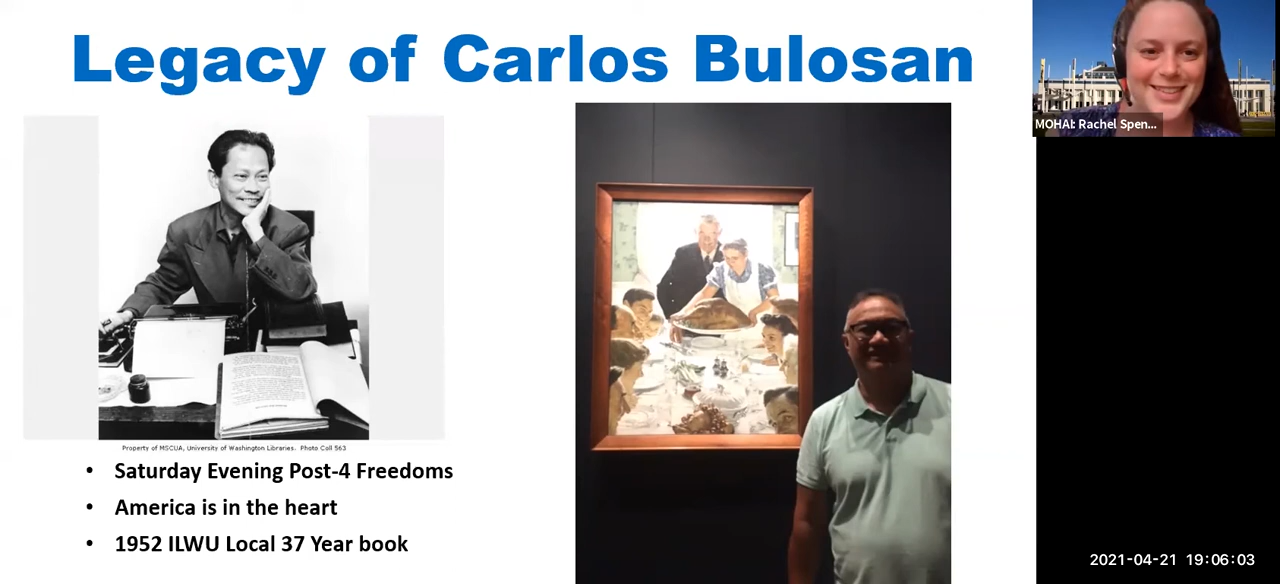 Legacy of Carlos Bulosan
MOHAI: Rachel Spen...
Property of MSCUA, University of Washington Libraries. Photo Coll 563
• Saturday Evening Post-4 Freedoms
• America is in the heart
• 1952 ILWU Local 37 Year book
2021-04-21 19:06:03